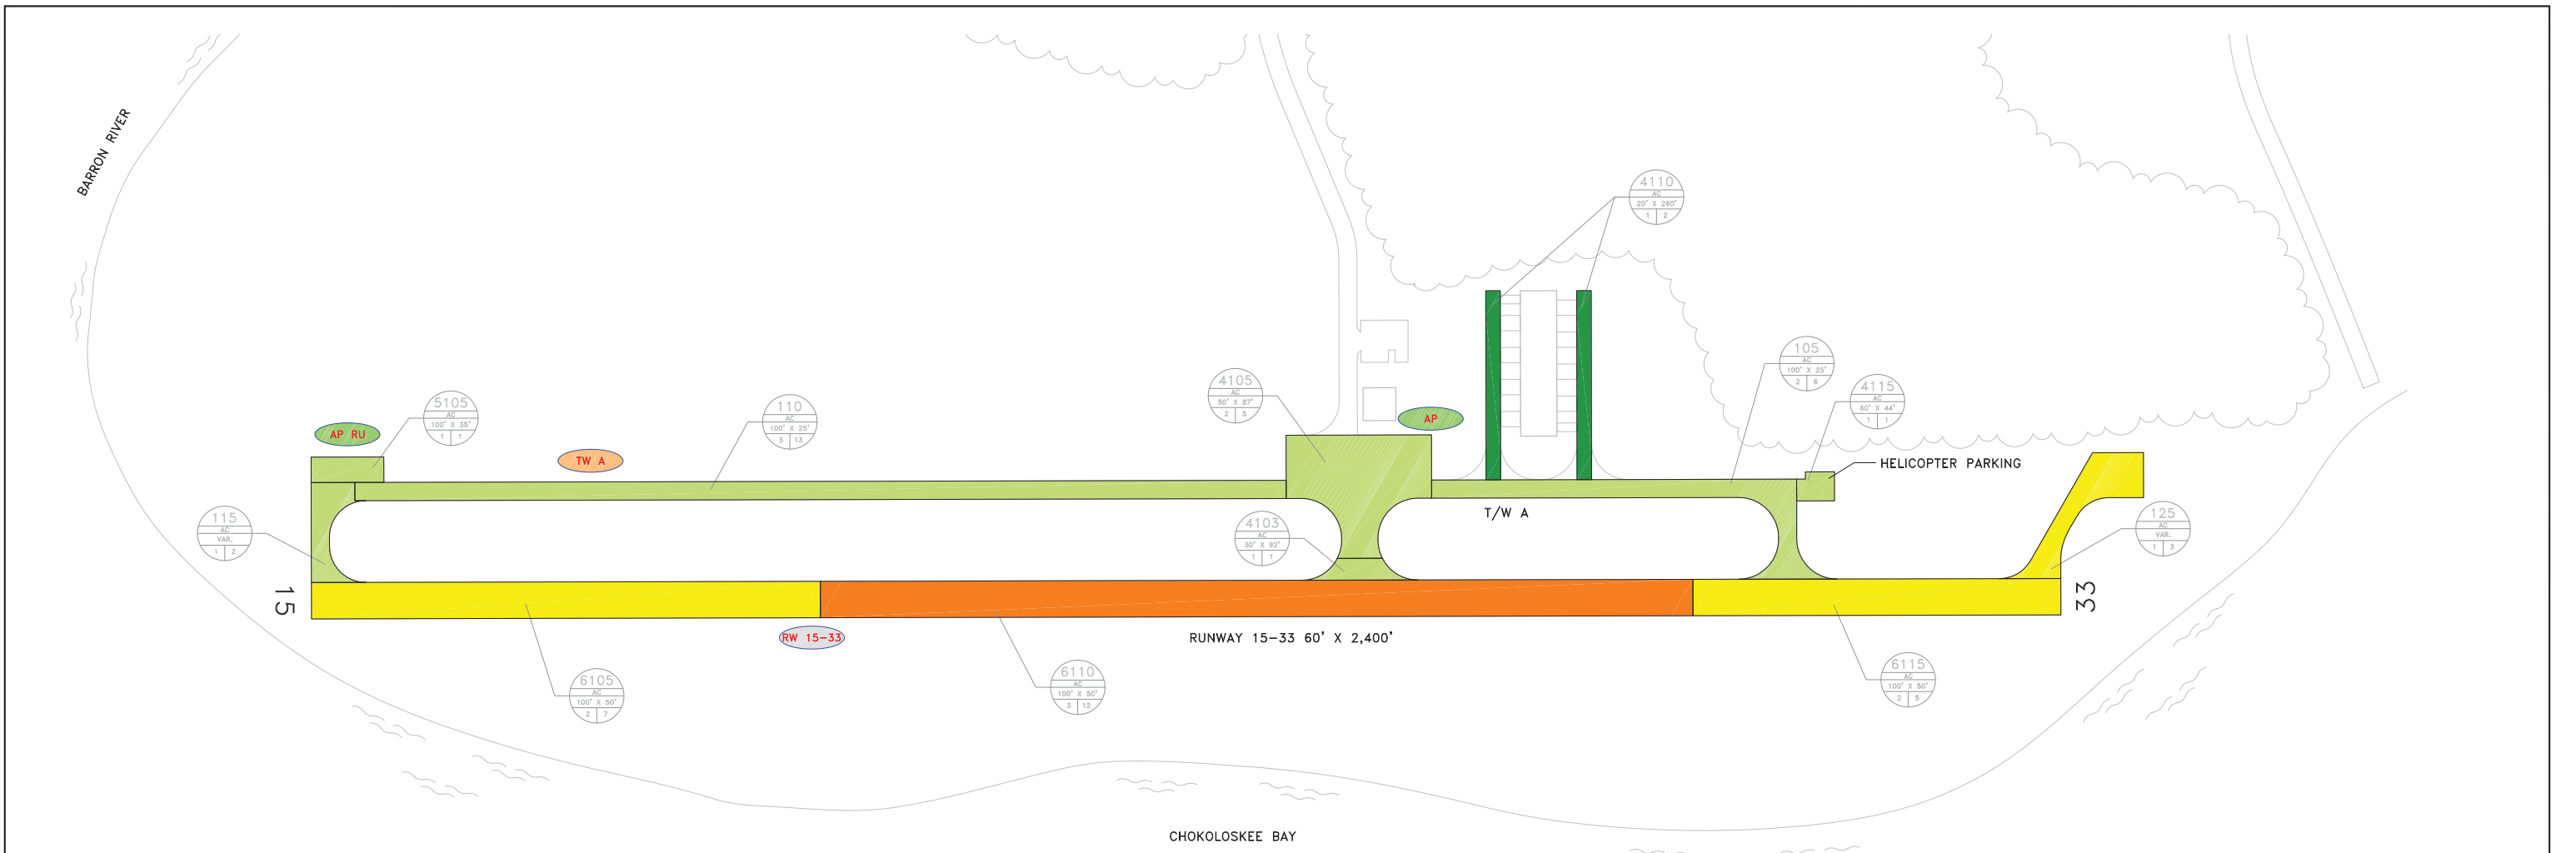 BARRON RIVER
4110
AC
20' X 260'
1 2
105
AC
100' X 25'
2 6
4115
AC
80' X 44'
1 1
4105
AC
50' X 87'
2 5
5105
AC
100' X 35'
1 1
110
AC
100' X 25'
3 13
AP
AP RU
TW A
HELICOPTER PARKING
115
AC
VAR.
1 2
4103
AC
30' X 92'
1 1
T/W A
125
AC
VAR.
1 3
15
33
RW 15-33
RUNWAY 15-33 60' X 2,400'
6105
AC
100' X 50'
2 7
6110
AC
100' X 50'
3 12
6115
AC
100' X 50'
2 5
CHOKOLOSKEE BAY